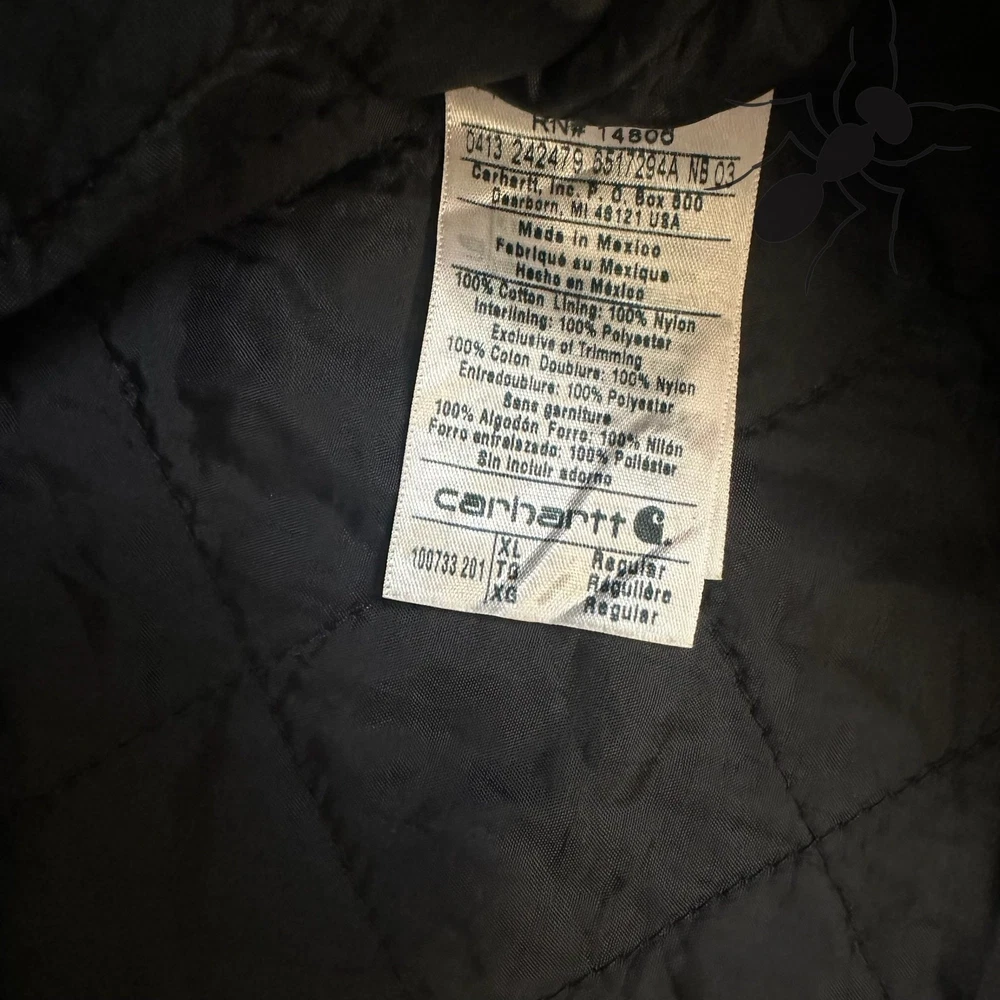 RN# 14806
0413 242479 6517294A NB 03
Carhartt, Inc. P. O. Box 600
Dearborn, MI 48121 USA
Made in Mexico
Fabriqué au Mexique
Hecho en México
100% Cotton Lining: 100% Nylon
Interlining: 100% Polyester
Exclusive of Trimming
100% Coton Doublure: 100% Nylon
Entredoublure: 100% Polyester
Sans garniture
100% Algodón Forro: 100% Nilón
Forro entrelazado: 100% Poliéster
Sin incluir adorno
carhartt
100733 201 XL Regular
TG Régulière
XG Regular